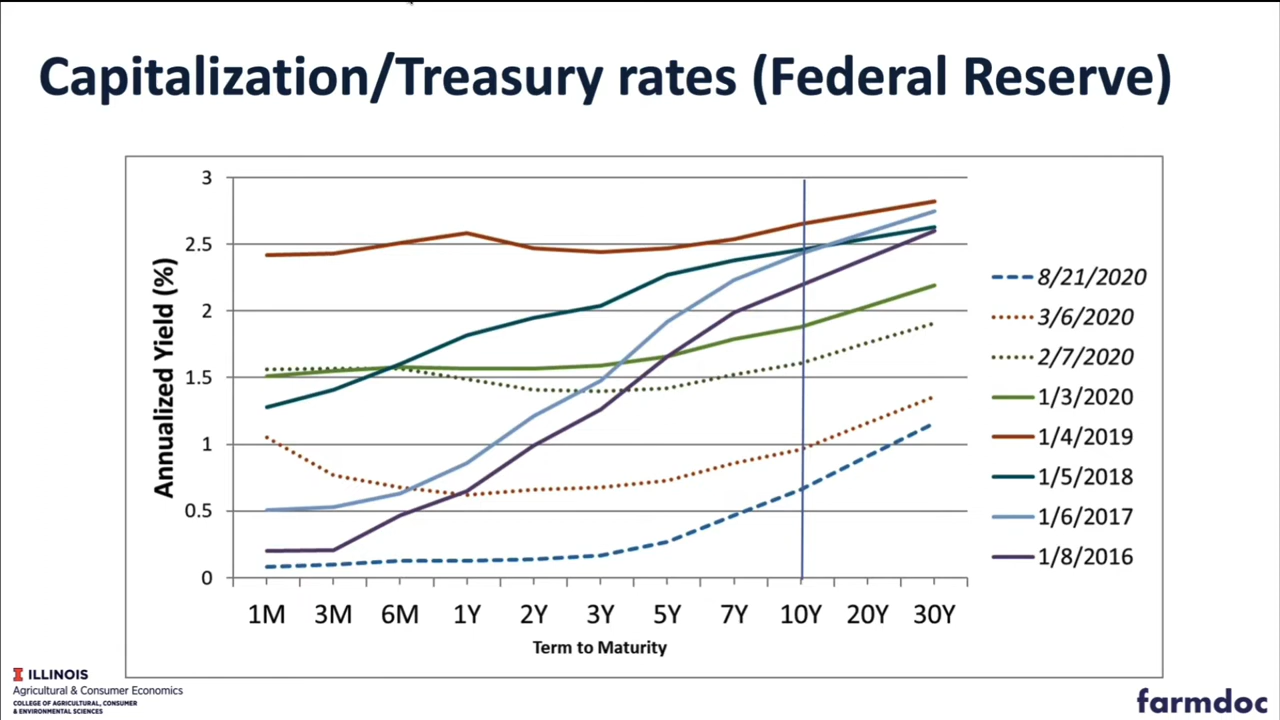 Capitalization/Treasury rates (Federal Reserve)
3
2.5
2
1.5
1
0.5
0
Annualized Yield (%)
1M 3M 6M 1Y 2Y 3Y 5Y 7Y 10Y 20Y 30Y
Term to Maturity
8/21/2020
3/6/2020
2/7/2020
1/3/2020
1/4/2019
1/5/2018
1/6/2017
1/8/2016
I ILLINOIS
Agricultural & Consumer Economics
COLLEGE OF AGRICULTURAL, CONSUMER
& ENVIRONMENTAL SCIENCES
farmdoc